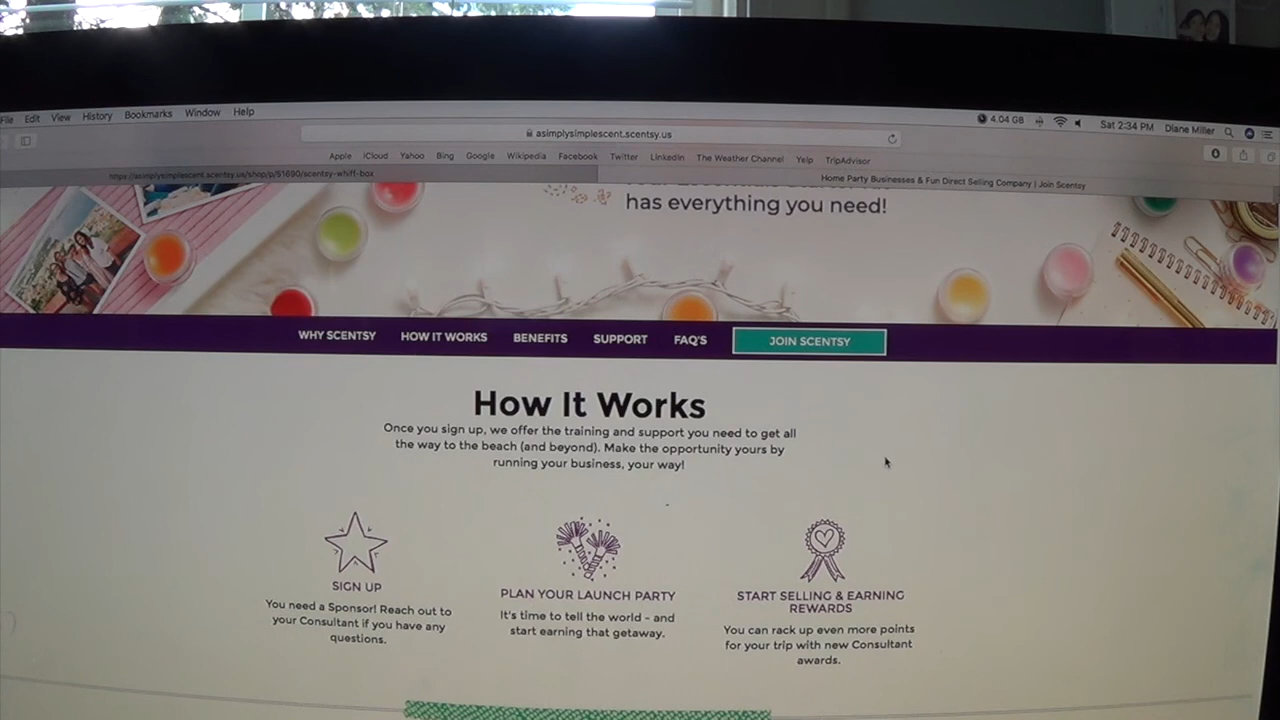 File Edit View History Bookmarks Window Help
4.04 GB Sat 2:34 PM Diane Miller
asimplysimplescent.scentsy.us
Apple iCloud Yahoo Bing Google Wikipedia Facebook Twitter LinkedIn The Weather Channel Yelp TripAdvisor
https://asimplysimplescent.scentsy.us/shop/p/51690/scentsy-whiff-box
Home Party Businesses & Fun Direct Selling Company | Join Scentsy
has everything you need!
WHY SCENTSY HOW IT WORKS BENEFITS SUPPORT FAQ'S JOIN SCENTSY
How It Works
Once you sign up, we offer the training and support you need to get all
the way to the beach (and beyond). Make the opportunity yours by
running your business, your way!
SIGN UP
You need a Sponsor! Reach out to
your Consultant if you have any
questions.
PLAN YOUR LAUNCH PARTY
It's time to tell the world - and
start earning that getaway.
START SELLING & EARNING
REWARDS
You can rack up even more points
for your trip with new Consultant
awards.